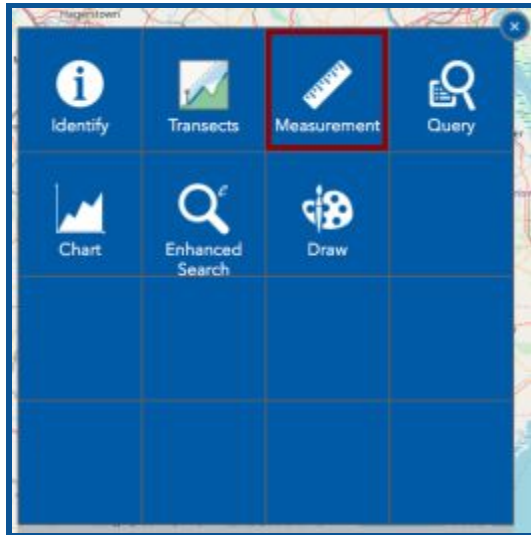 Hagerstown
Identify
Transects
Measurement
Query
Chart
e
Enhanced
Search
Draw